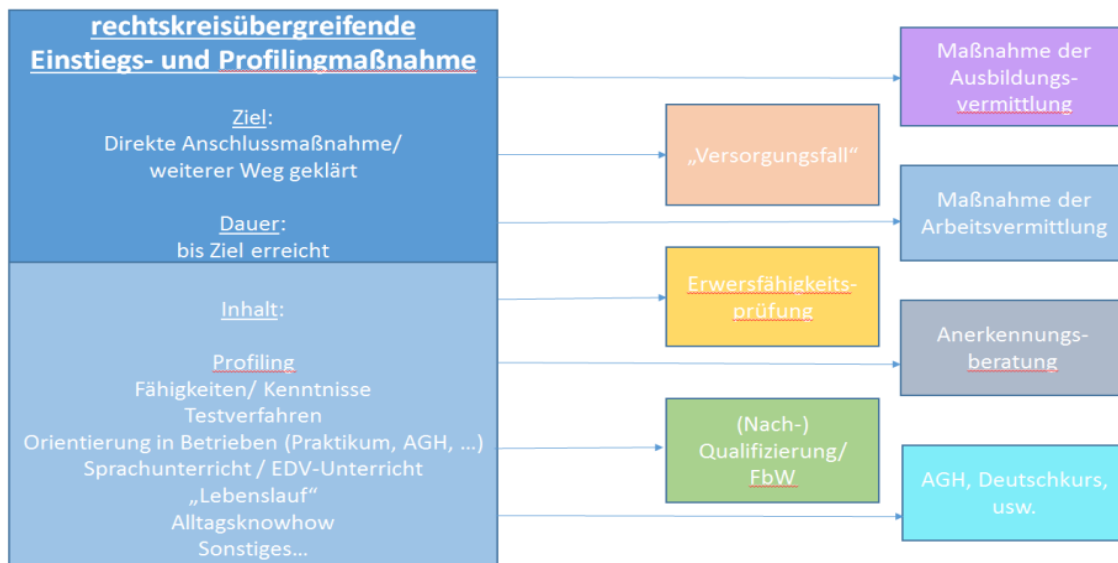 rechtskreisübergreifende
Einstiegs- und Profilingmaßnahme
Ziel:
Direkte Anschlussmaßnahme/
weiterer Weg geklärt
Dauer:
bis Ziel erreicht
Inhalt:
Profiling
Fähigkeiten/ Kenntnisse
Testverfahren
Orientierung in Betrieben (Praktikum, AGH, ...)
Sprachunterricht / EDV-Unterricht
„Lebenslauf“
Alltagsknowhow
Sonstiges...
Maßnahme der
Ausbildungs-
vermittlung
„Versorgungsfall“
Maßnahme der
Arbeitsvermittlung
Erwersfähigkeits-
prüfung
Anerkennungs-
beratung
(Nach-)
Qualifizierung/
FbW
AGH, Deutschkurs,
usw.